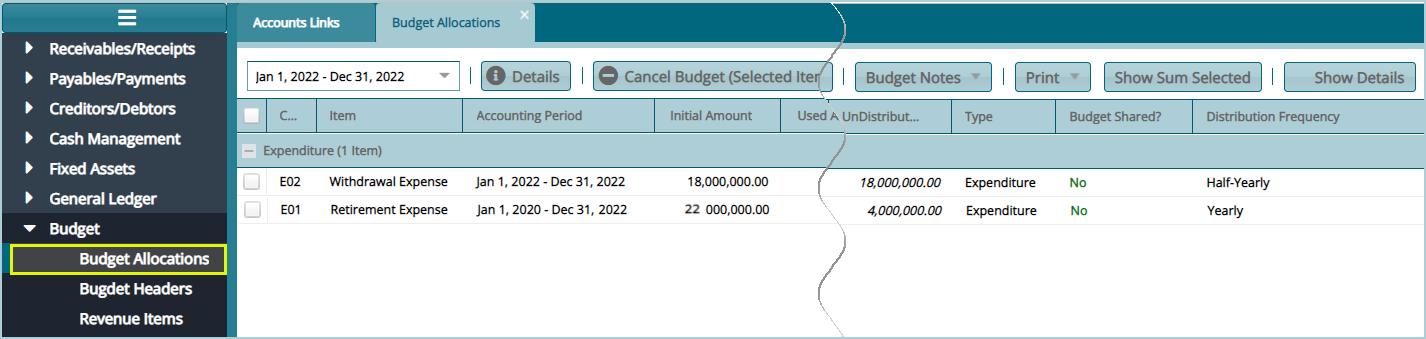 Accounts Links
Budget Allocations ×
Receivables/Receipts
Payables/Payments
Creditors/Debtors
Cash Management
Fixed Assets
General Ledger
Budget
Budget Allocations
Bugdet Headers
Revenue Items
Jan 1, 2022 - Dec 31, 2022 Details Cancel Budget (Selected Iter Budget Notes Print Show Sum Selected Show Details
C... Item Accounting Period Initial Amount Used A UnDistribut... Type Budget Shared? Distribution Frequency
Expenditure (1 Item)
E02 Withdrawal Expense Jan 1, 2022 - Dec 31, 2022 18,000,000.00 18,000,000.00 Expenditure No Half-Yearly
E01 Retirement Expense Jan 1, 2020 - Dec 31, 2022 22 000,000.00 4,000,000.00 Expenditure No Yearly